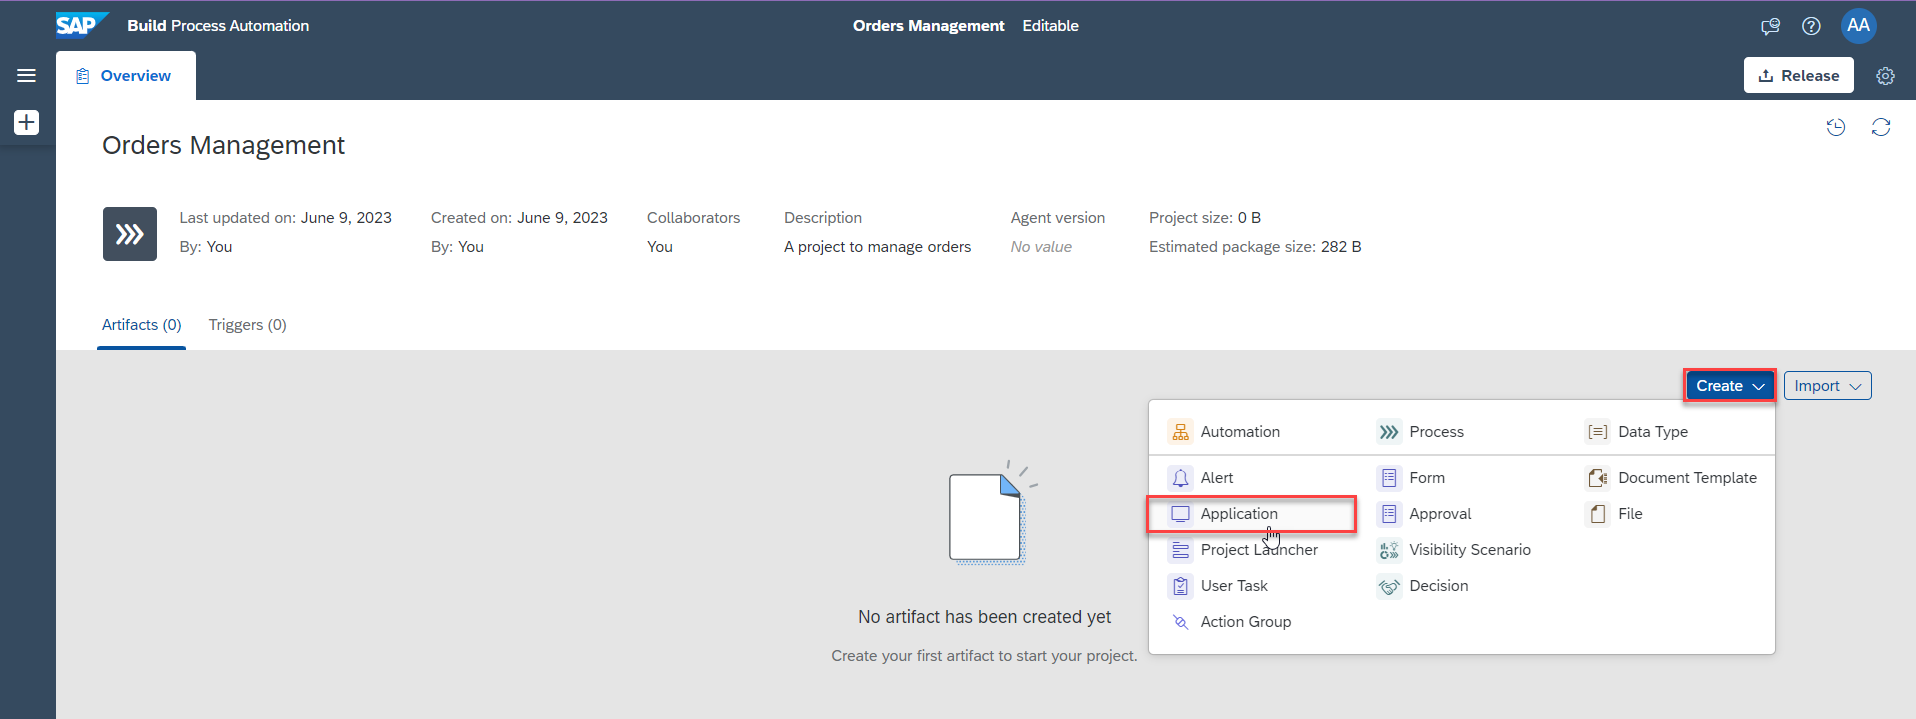 SAP Build Process Automation Orders Management Editable AA
Overview Release
Orders Management
Last updated on: June 9, 2023 Created on: June 9, 2023 Collaborators Description Agent version Project size: 0 B
By: You By: You You A project to manage orders No value Estimated package size: 282 B
Artifacts (0) Triggers (0)
Create Import
Automation Process Data Type
Alert Form Document Template
Application Approval File
Project Launcher Visibility Scenario
User Task Decision
Action Group
No artifact has been created yet
Create your first artifact to start your project.